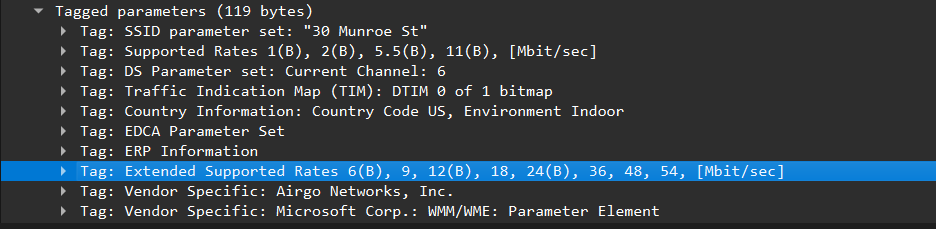 Tagged parameters (119 bytes)
Tag: SSID parameter set: "30 Munroe St"
Tag: Supported Rates 1(B), 2(B), 5.5(B), 11(B), [Mbit/sec]
Tag: DS Parameter set: Current Channel: 6
Tag: Traffic Indication Map (TIM): DTIM 0 of 1 bitmap
Tag: Country Information: Country Code US, Environment Indoor
Tag: EDCA Parameter Set
Tag: ERP Information
Tag: Extended Supported Rates 6(B), 9, 12(B), 18, 24(B), 36, 48, 54, [Mbit/sec]
Tag: Vendor Specific: Airgo Networks, Inc.
Tag: Vendor Specific: Microsoft Corp.: WMM/WME: Parameter Element